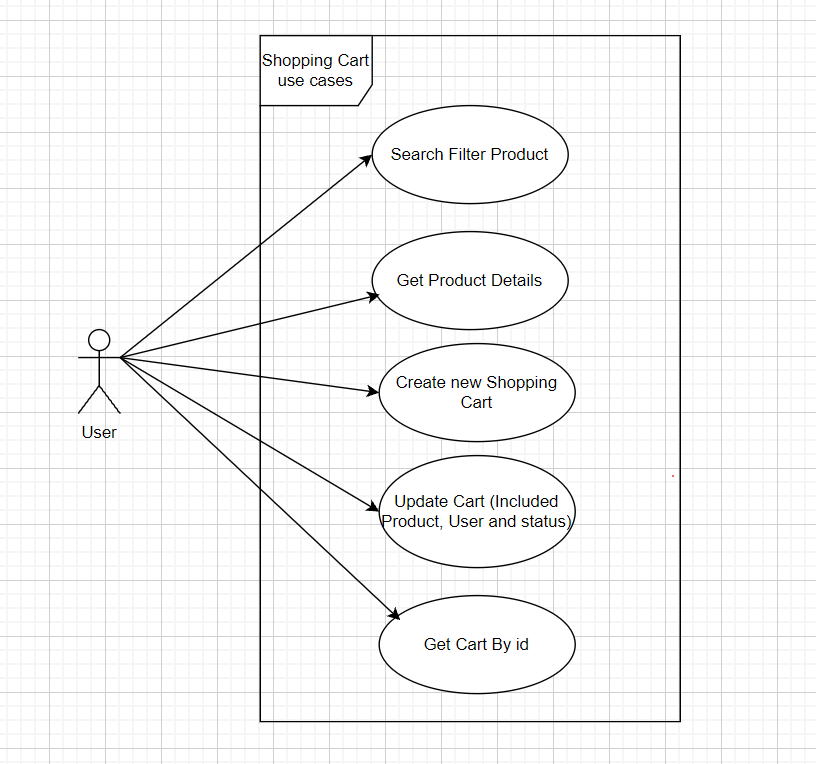 Shopping Cart
use cases
Search Filter Product
Get Product Details
Create new Shopping
Cart
Update Cart (Included
Product, User and status)
Get Cart By id
User